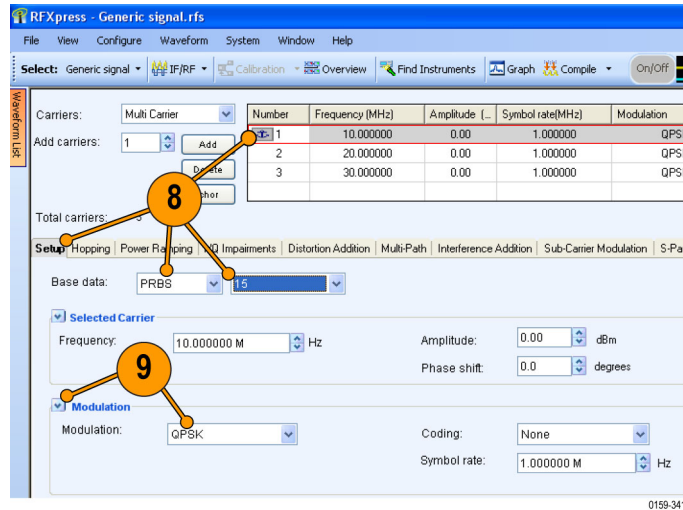 RFXpress - Generic signal.rfs
File View Configure Waveform System Window Help
Select: Generic signal IF/RF Calibration Overview Find Instruments Graph Compile On/Off
Waveform List
Carriers: Multi Carrier
Add carriers: 1 Add
Total carriers: 3
Number Frequency (MHz) Amplitude (... Symbol rate(MHz) Modulation
1 10.000000 0.00 1.000000 QPS
2 20.000000 0.00 1.000000 QPS
3 30.000000 0.00 1.000000 QPS
8
Setup Hopping Power Ramping I/Q Impairments Distortion Addition Multi-Path Interference Addition Sub-Carrier Modulation S-Pa
Base data: PRBS 15
Selected Carrier
Frequency: 10.000000 M Hz Amplitude: 0.00 dBm
Phase shift: 0.0 degrees
9
Modulation
Modulation: QPSK Coding: None
Symbol rate: 1.000000 M Hz
0159-341